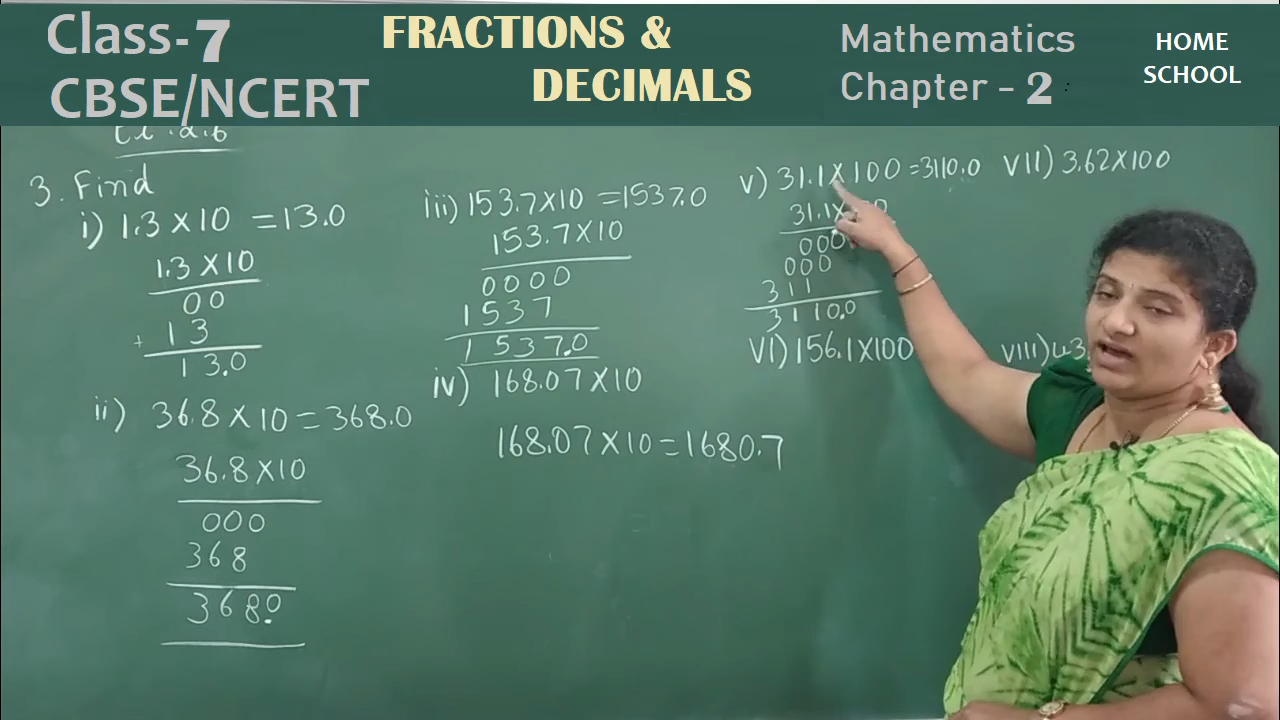 Class-7
CBSE/NCERT
FRACTIONS &
DECIMALS
Mathematics
Chapter - 2
HOME
SCHOOL
3. Find
i) 1.3 X 10 = 13.0
1.3 X 10
00
+ 13
13.0
ii) 36.8 X 10 = 368.0
36.8 X 10
000
368
368.0
iii) 153.7 X 10 = 1537.0
153.7 X 10
0000
1537
1537.0
iv) 168.07 X 10
168.07 X 10 = 1680.7
v) 31.1 X 100 = 3110.0
31.1 X
000
000
311
3110.0
VI) 156.1 X 100
VII) 3.62 X 100
VIII) 43